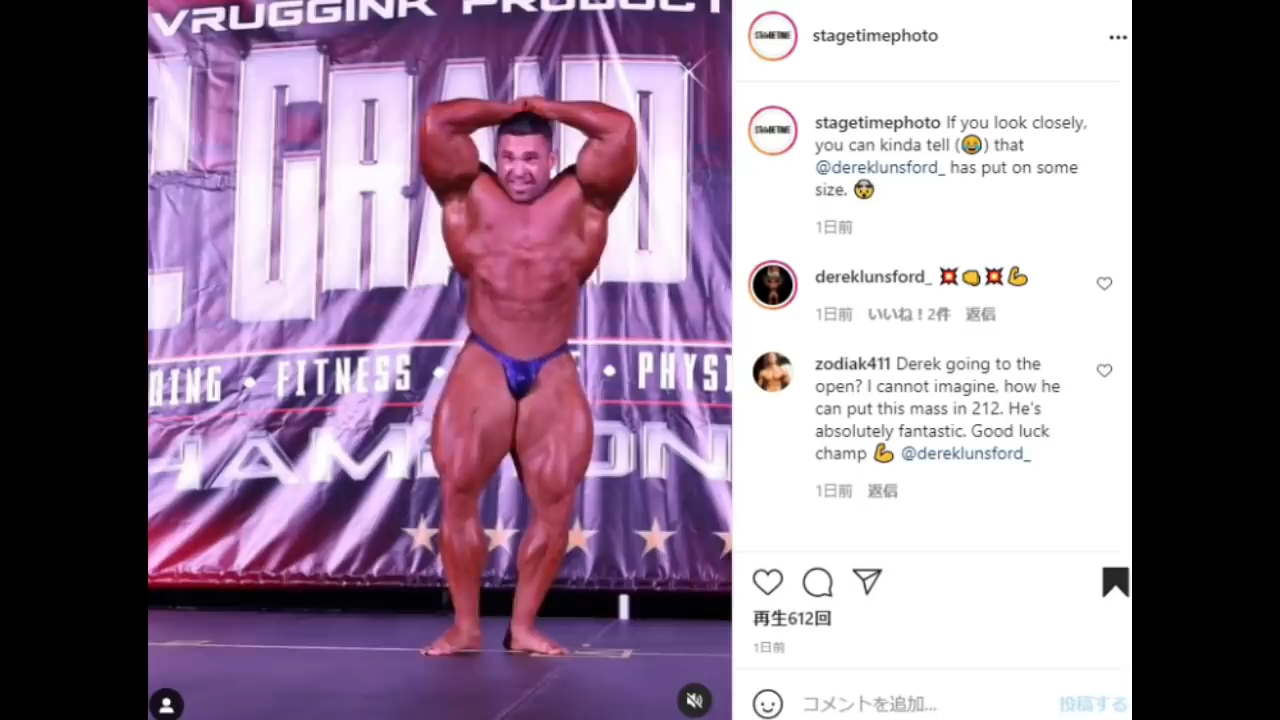 VRUGGINK PRODUCT
GRAND
FITNESS • • PHYSI
stagetimephoto
stagetimephoto If you look closely,
you can kinda tell (😂) that
@dereklunsford_ has put on some
size. 🤯
1日前
dereklunsford_ 💥👊💥💪
1日前 いいね！2件 返信
zodiak411 Derek going to the
open? I cannot imagine, how he
can put this mass in 212. He's
absolutely fantastic. Good luck
champ 💪 @dereklunsford_
1日前 返信
再生612回
1日前
コメントを追加...
投稿する